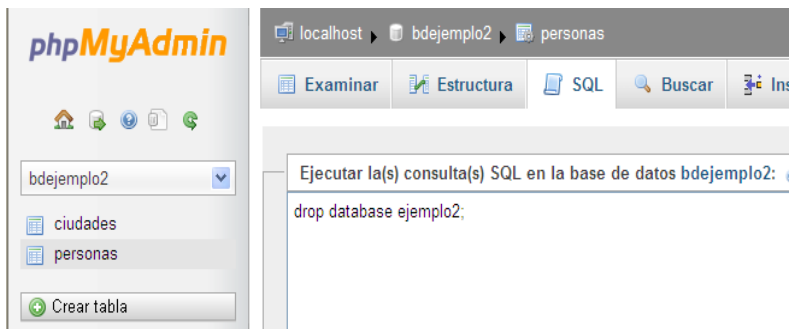 phpMyAdmin
localhost bdejemplo2 personas
Examinar Estructura SQL Buscar
bdejemplo2
ciudades
personas
Crear tabla
Ejecutar la(s) consulta(s) SQL en la base de datos bdejemplo2:
drop database ejemplo2;